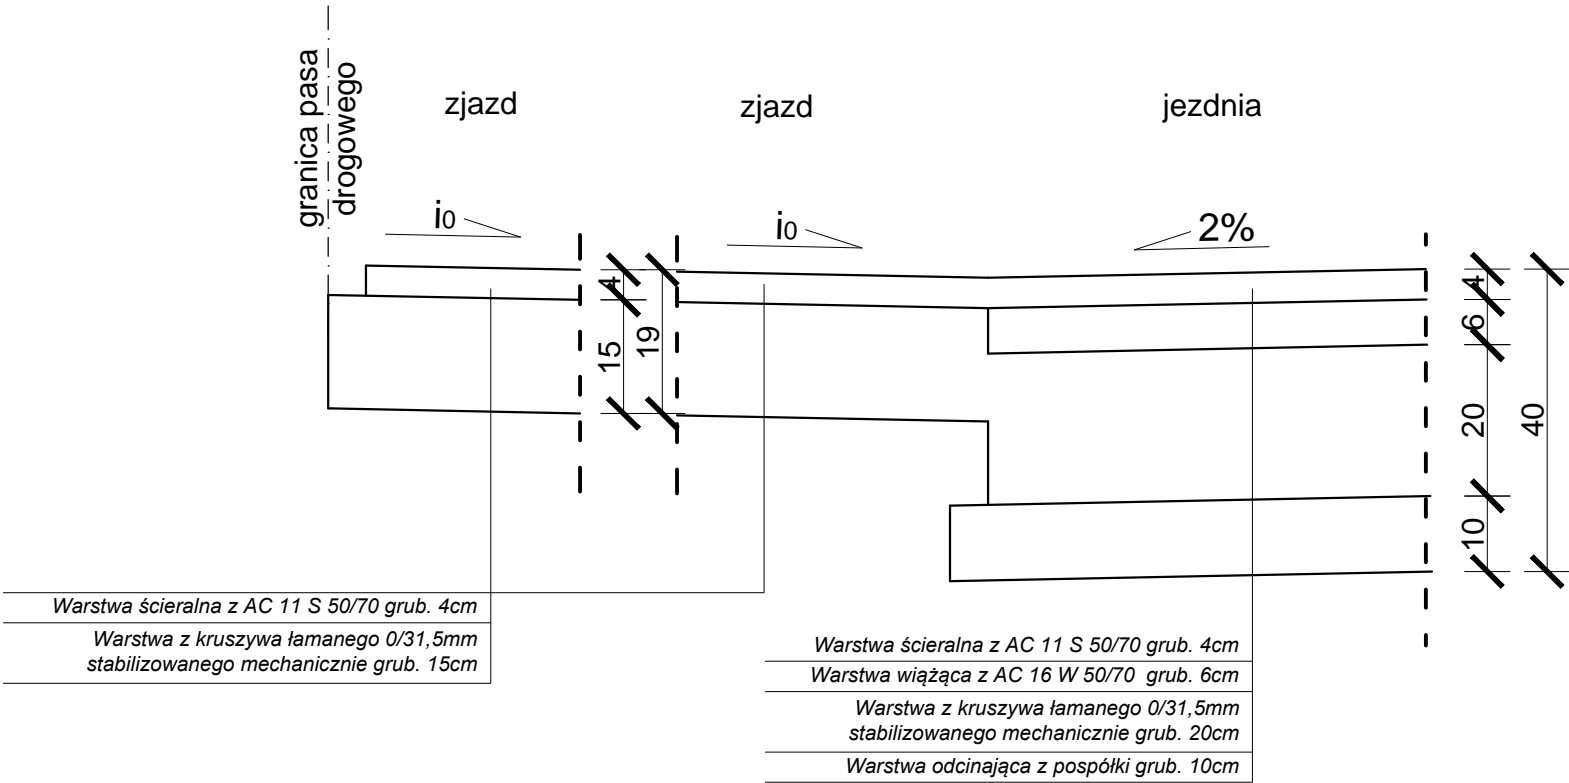 granica pasa
drogowego
zjazd
zjazd
jezdnia
i0
i0
2%
4
15
19
4
6
20
10
40
Warstwa ścieralna z AC 11 S 50/70 grub. 4cm
Warstwa z kruszywa łamanego 0/31,5mm
stabilizowanego mechanicznie grub. 15cm
Warstwa ścieralna z AC 11 S 50/70 grub. 4cm
Warstwa wiążąca z AC 16 W 50/70 grub. 6cm
Warstwa z kruszywa łamanego 0/31,5mm
stabilizowanego mechanicznie grub. 20cm
Warstwa odcinająca z pospółki grub. 10cm